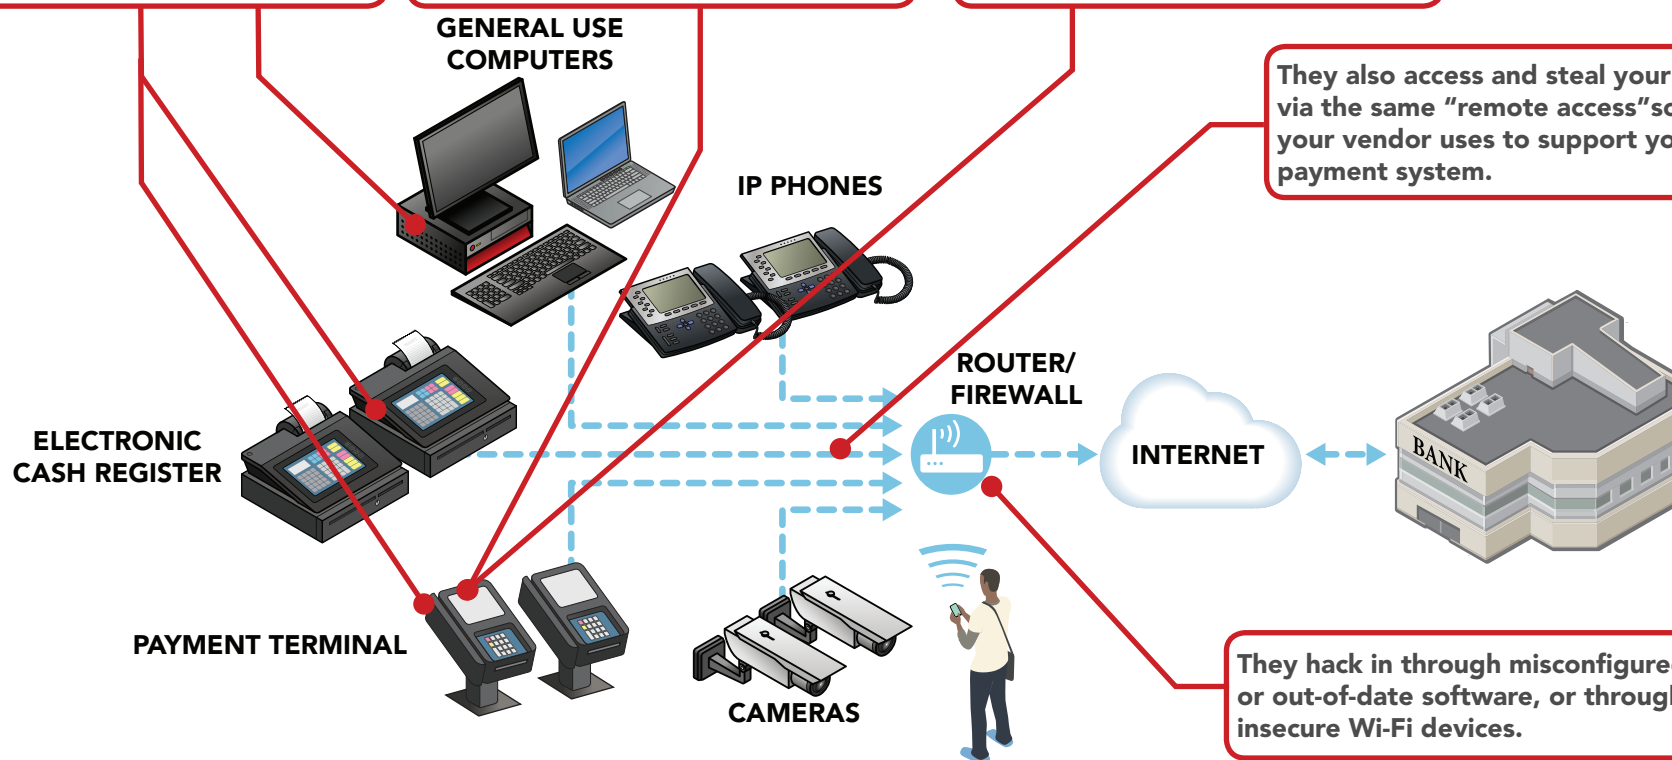 GENERAL USE
COMPUTERS
They also access and steal your
via the same “remote access”
your vendor uses to support
payment system.
IP PHONES
ROUTER/
FIREWALL
ELECTRONIC
CASH REGISTER
INTERNET
BANK
PAYMENT TERMINAL
CAMERAS
They hack in through
or out-of-date software, or through
insecure Wi-Fi devices.